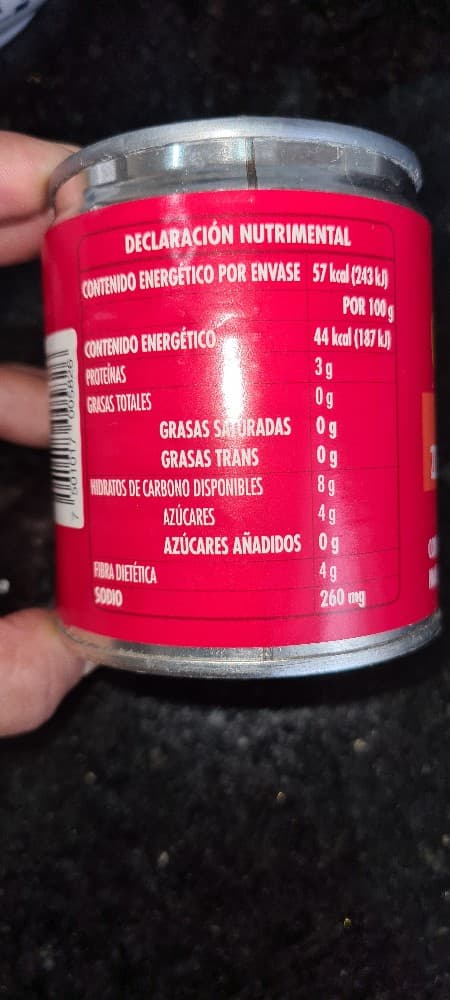 DECLARACIÓN NUTRIMENTAL
CONTENIDO ENERGÉTICO POR ENVASE 57 kcal (243 kJ)
POR 100 g
CONTENIDO ENERGÉTICO 44 kcal (187 kJ)
PROTEÍNAS 3 g
GRASAS TOTALES 0 g
GRASAS SATURADAS 0 g
GRASAS TRANS 0 g
HIDRATOS DE CARBONO DISPONIBLES 8 g
AZÚCARES 4 g
AZÚCARES AÑADIDOS 0 g
FIBRA DIETÉTICA 4 g
SODIO 260 mg